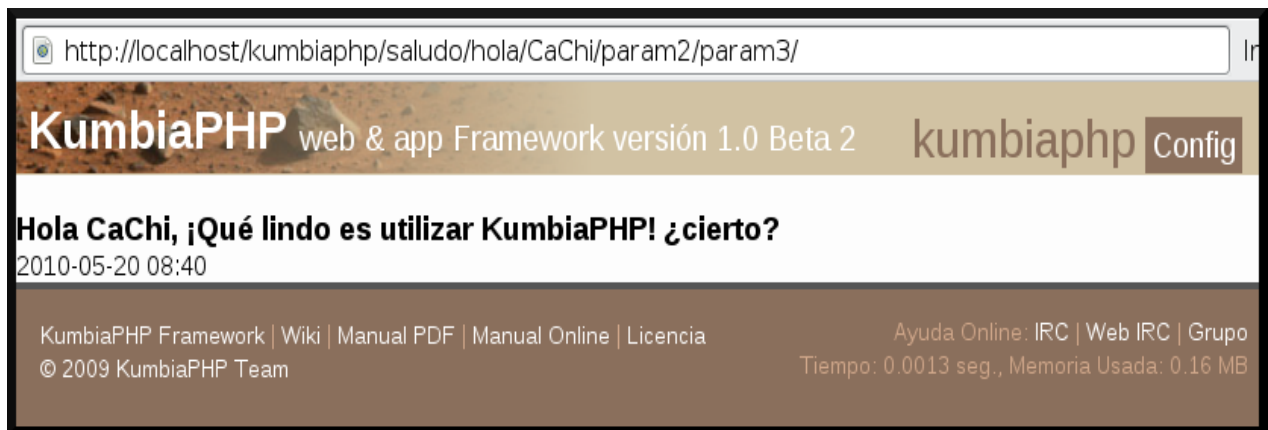 http://localhost/kumbiaphp/saludo/hola/CaChi/param2/param3/
KumbiaPHP web & app Framework versión 1.0 Beta 2 kumbiaphp Config
Hola CaChi, ¡Qué lindo es utilizar KumbiaPHP! ¿cierto?
2010-05-20 08:40
KumbiaPHP Framework | Wiki | Manual PDF | Manual Online | Licencia
© 2009 KumbiaPHP Team
Ayuda Online: IRC | Web IRC | Grupo
Tiempo: 0.0013 seg., Memoria Usada: 0.16 MB